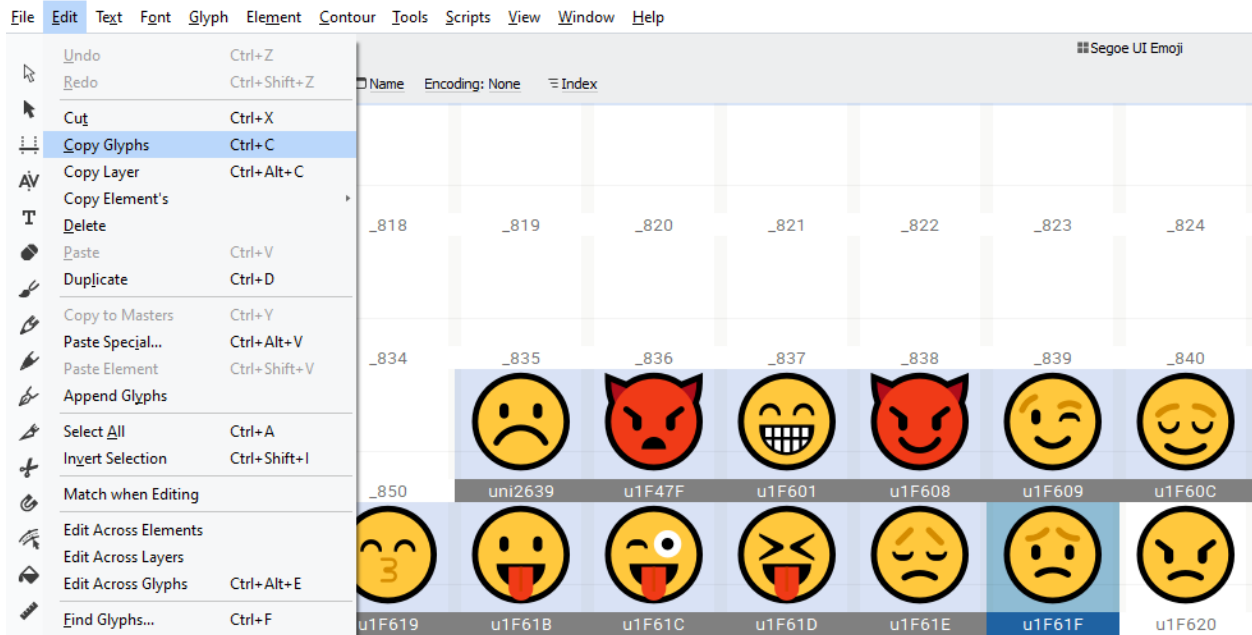 File Edit Text Font Glyph Element Contour Tools Scripts View Window Help
Segoe UI Emoji
Name Encoding: None Index
Undo Ctrl+Z
Redo Ctrl+Shift+Z
Cut Ctrl+X
Copy Glyphs Ctrl+C
Copy Layer Ctrl+Alt+C
Copy Element's
Delete
Paste Ctrl+V
Duplicate Ctrl+D
Copy to Masters Ctrl+Y
Paste Special... Ctrl+Alt+V
Paste Element Ctrl+Shift+V
Append Glyphs
Select All Ctrl+A
Invert Selection Ctrl+Shift+I
Match when Editing
Edit Across Elements
Edit Across Layers
Edit Across Glyphs Ctrl+Alt+E
Find Glyphs... Ctrl+F
_818 _819 _820 _821 _822 _823 _824
_834 _835 _836 _837 _838 _839 _840
_850 uni2639 u1F47F u1F601 u1F608 u1F609 u1F60C
u1F619 u1F61B u1F61C u1F61D u1F61E u1F61F u1F620